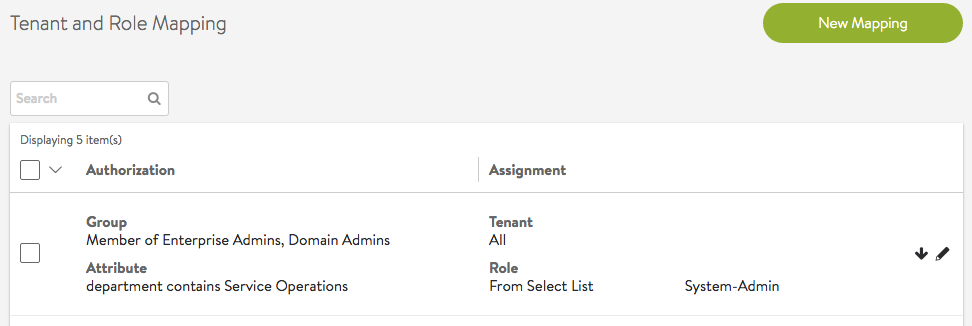 Tenant and Role Mapping
New Mapping
Search
Displaying 5 item(s)
Authorization
Assignment
Group
Member of Enterprise Admins, Domain Admins
Tenant
All
Attribute
department contains Service Operations
Role
From Select List
System-Admin